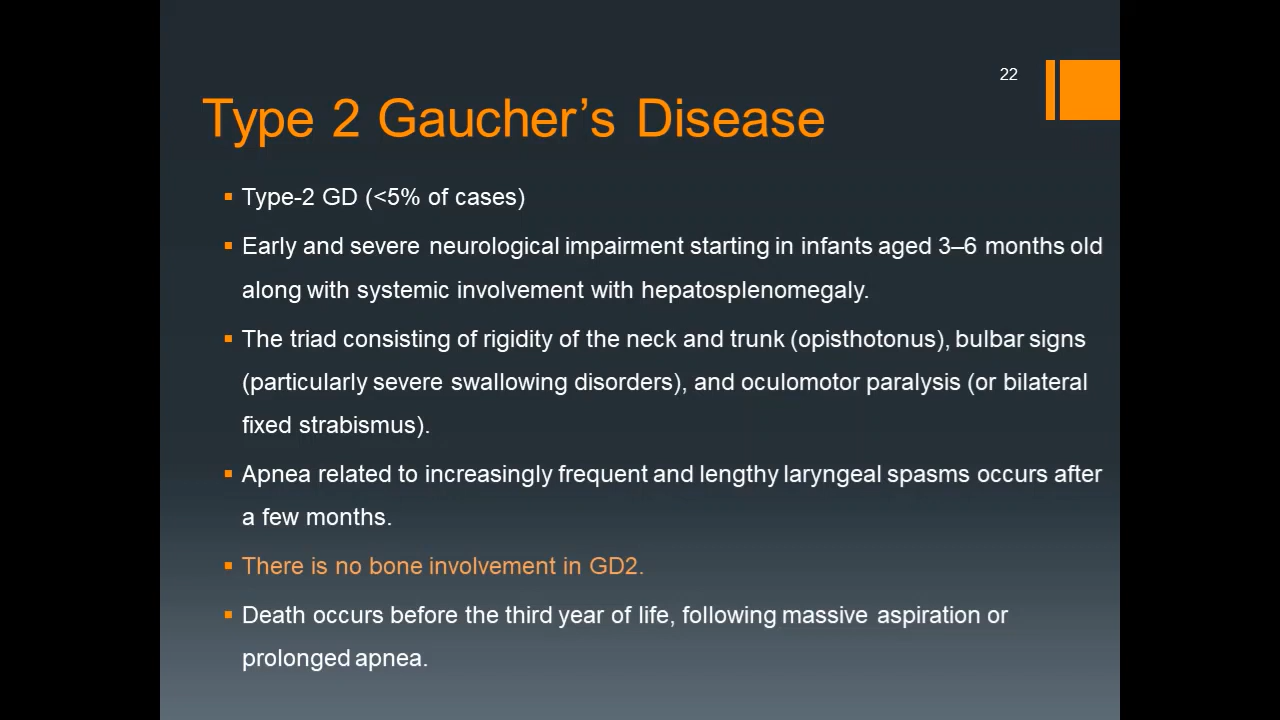 22
Type 2 Gaucher’s Disease
▪ Type-2 GD (<5% of cases)
▪ Early and severe neurological impairment starting in infants aged 3–6 months old
along with systemic involvement with hepatosplenomegaly.
▪ The triad consisting of rigidity of the neck and trunk (opisthotonus), bulbar signs
(particularly severe swallowing disorders), and oculomotor paralysis (or bilateral
fixed strabismus).
▪ Apnea related to increasingly frequent and lengthy laryngeal spasms occurs after
a few months.
▪ There is no bone involvement in GD2.
▪ Death occurs before the third year of life, following massive aspiration or
prolonged apnea.